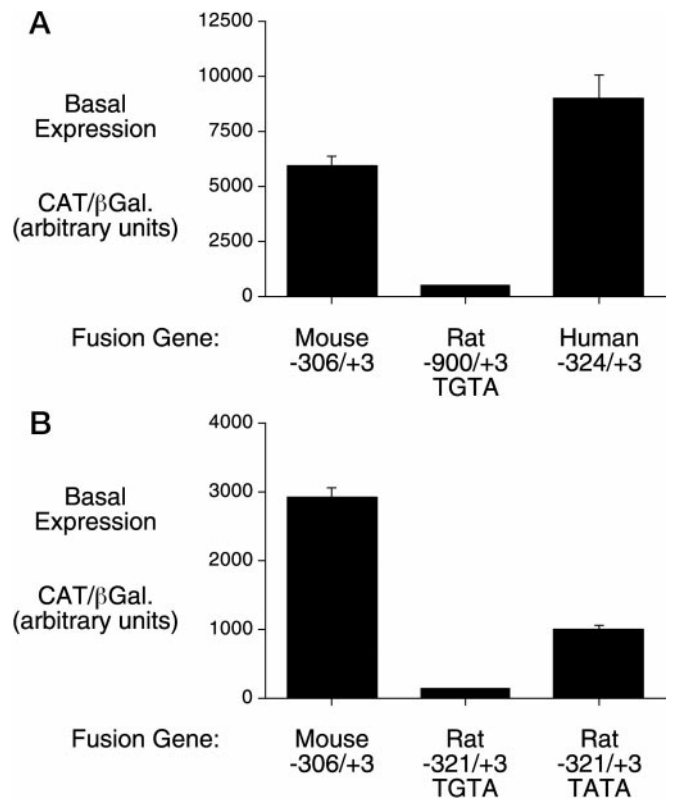 A
12500
10000
7500
5000
2500
0
Basal
Expression
CAT/βGal.
(arbitrary units)
Fusion Gene:
Mouse
-306/+3
Rat
-900/+3
TGTA
Human
-324/+3
B
4000
3000
2000
1000
0
Basal
Expression
CAT/βGal.
(arbitrary units)
Fusion Gene:
Mouse
-306/+3
Rat
-321/+3
TGTA
Rat
-321/+3
TATA